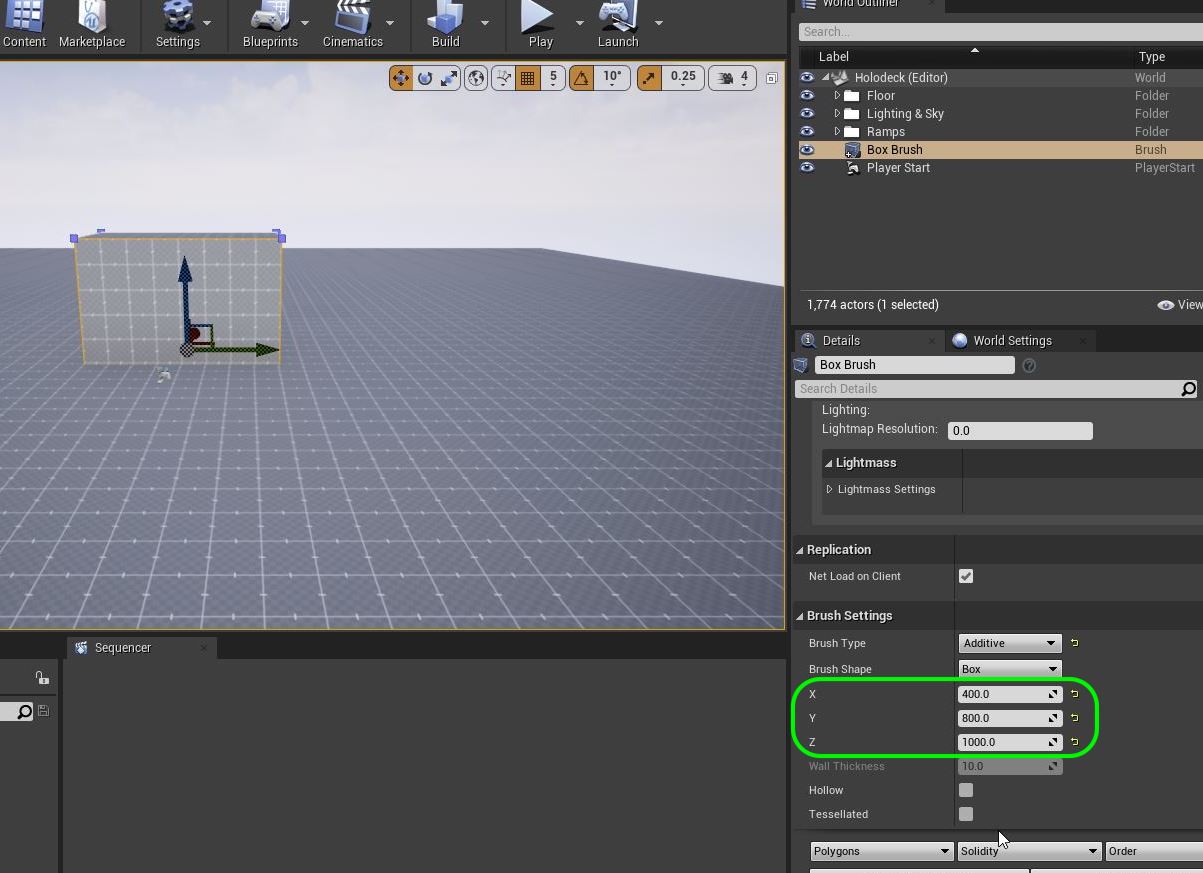 Content Marketplace Settings Blueprints Cinematics Build Play Launch
World Outliner
Search...
Label Type
5 10° 0.25 4
Holodeck (Editor) World
Floor Folder
Lighting & Sky Folder
Ramps Folder
Box Brush Brush
Player Start PlayerStart
1,774 actors (1 selected) View
Details World Settings
Box Brush
Search Details
Lighting:
Lightmap Resolution: 0.0
Lightmass
Lightmass Settings
Replication
Net Load on Client
Brush Settings
Brush Type Additive
Sequencer
Brush Shape Box
X 400.0
Y 800.0
Z 1000.0
Wall Thickness 10.0
Hollow
Tessellated
Polygons Solidity Order